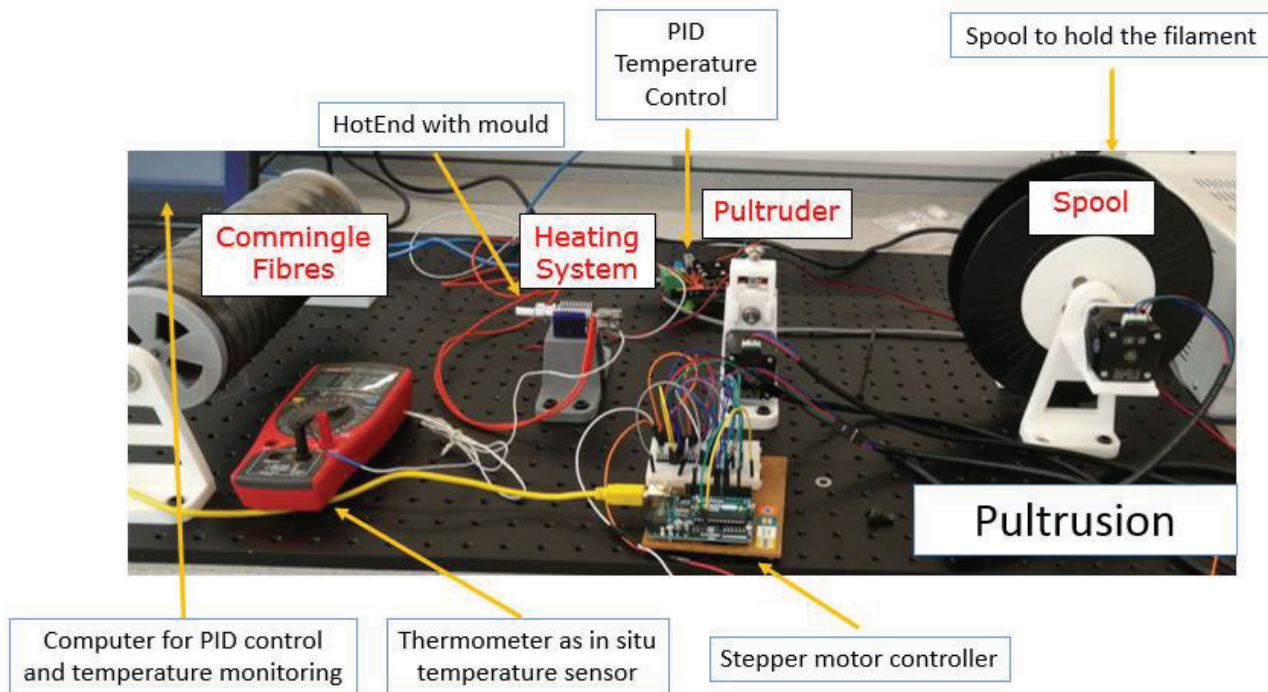 PID
Temperature
Control
Spool to hold the filament
HotEnd with mould
Commingle
Fibres
Heating
System
Pultruder
Spool
Pultrusion
Computer for PID control
and temperature monitoring
Thermometer as in situ
temperature sensor
Stepper motor controller